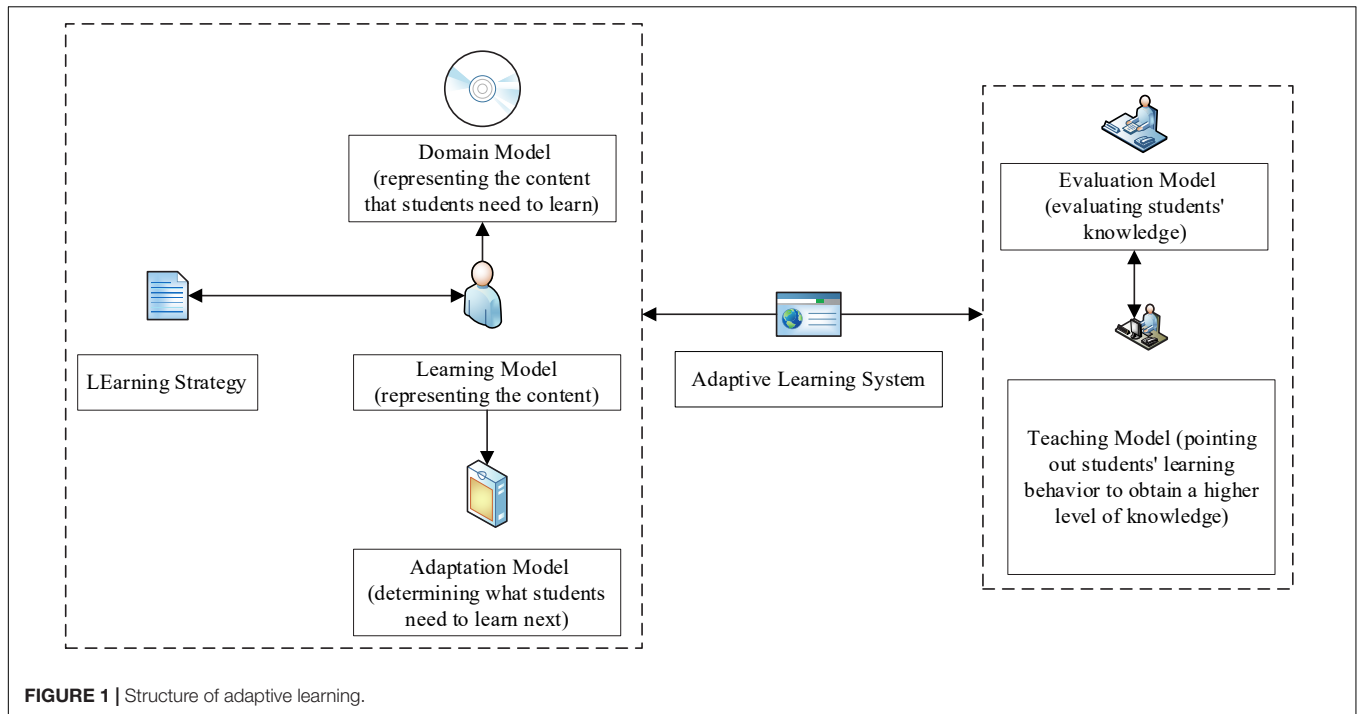 Domain Model
(representing the content
that students need to learn)
LEarning Strategy
Learning Model
(representing the content)
Adaptation Model
(determining what students
need to learn next)
Adaptive Learning System
Evaluation Model
(evaluating students'
knowledge)
Teaching Model (pointing
out students' learning
behavior to obtain a higher
level of knowledge)
FIGURE 1 | Structure of adaptive learning.